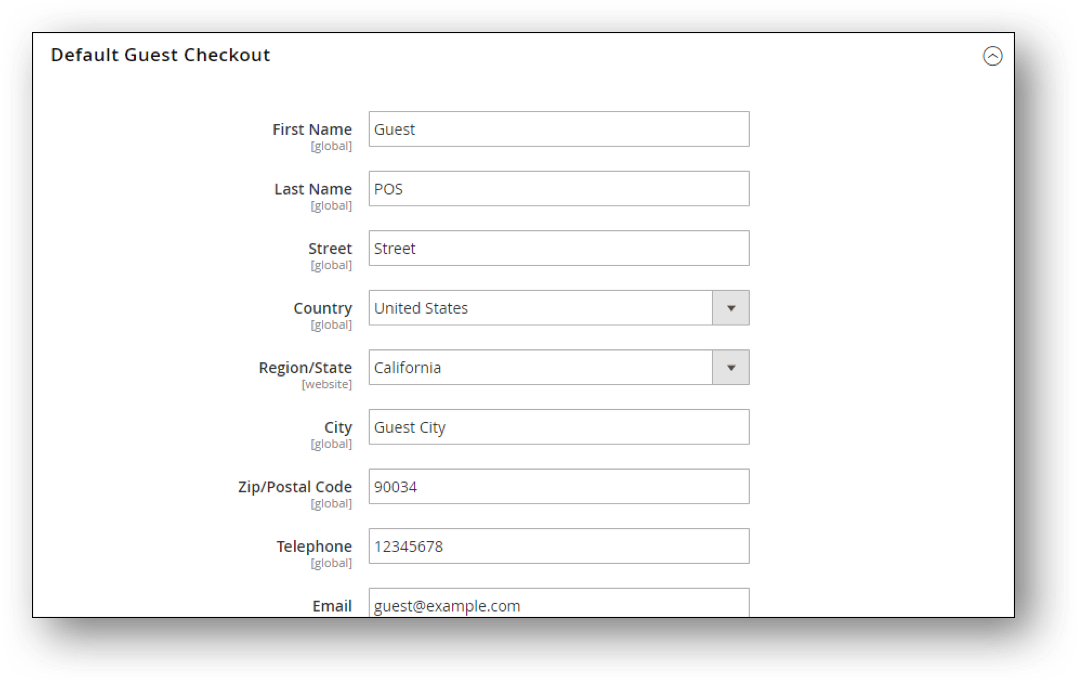 Default Guest Checkout
First Name Guest
[global]
Last Name POS
[global]
Street Street
[global]
Country United States
[global]
Region/State California
[website]
City Guest City
[global]
Zip/Postal Code 90034
[global]
Telephone 12345678
[global]
Email guest@example.com